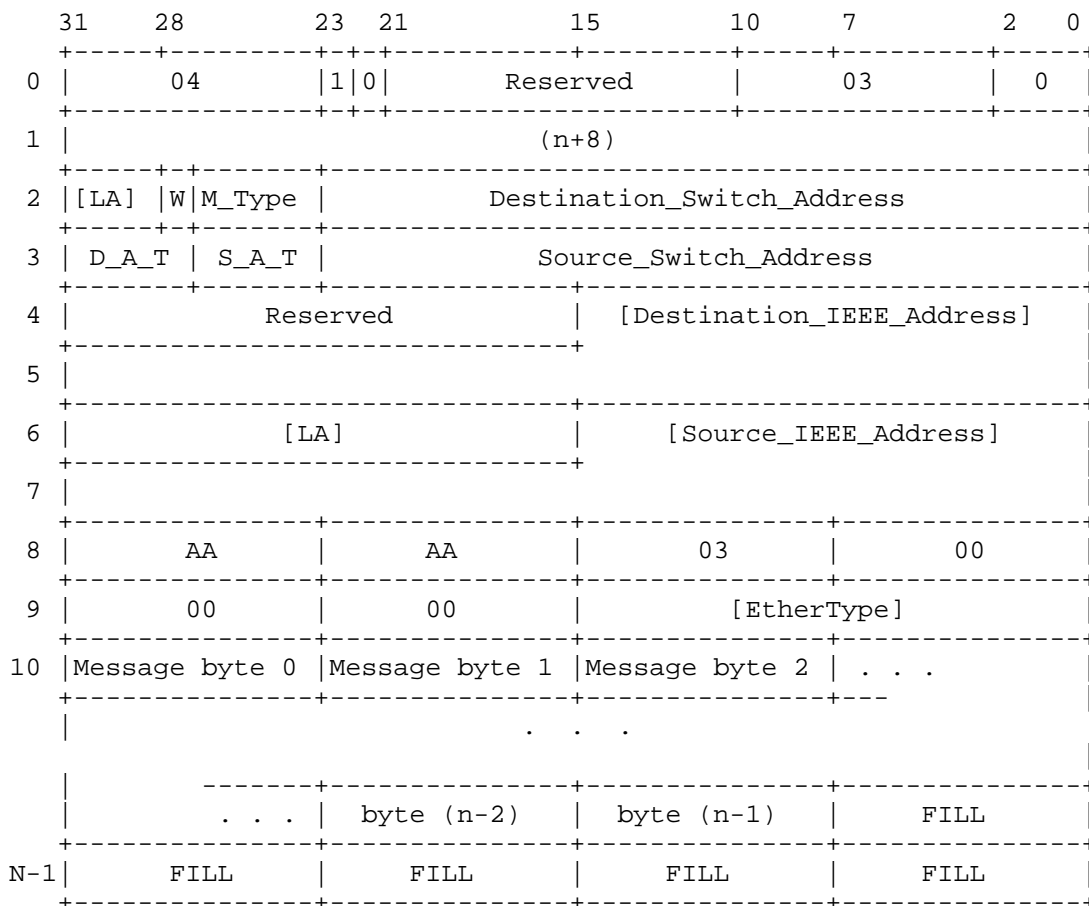 31 28 23 21 15 10 7 2 0
0 | 04 |1|0| Reserved | 03 | 0 |
1 | (n+8) |
2 |[LA] |W|M_Type | Destination_Switch_Address |
3 | D_A_T | S_A_T | Source_Switch_Address |
4 | Reserved | [Destination_IEEE_Address] |
5 | |
6 | [LA] | [Source_IEEE_Address] |
7 | |
8 | AA | AA | 03 | 00 |
9 | 00 | 00 | [EtherType] |
10 |Message byte 0 |Message byte 1 |Message byte 2 | . . . |
| . . . |
| . . . | byte (n-2) | byte (n-1) | FILL |
N-1| FILL | FILL | FILL | FILL |